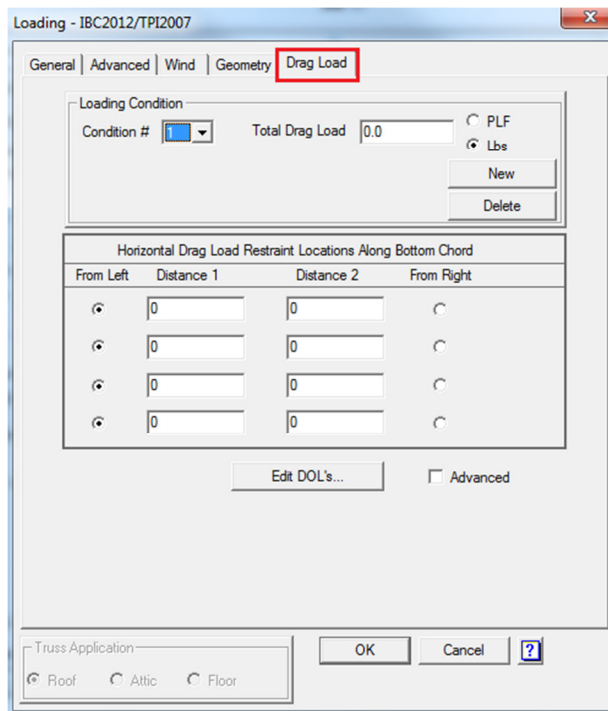 Loading - IBC2012/TPI2007
General Advanced Wind Geometry Drag Load
Loading Condition
Condition # 1 Total Drag Load 0.0 PLF
Lbs
New
Delete
Horizontal Drag Load Restraint Locations Along Bottom Chord
From Left Distance 1 Distance 2 From Right
0 0
0 0
0 0
0 0
Edit DOL's... Advanced
Truss Application
Roof Attic Floor
OK Cancel ?